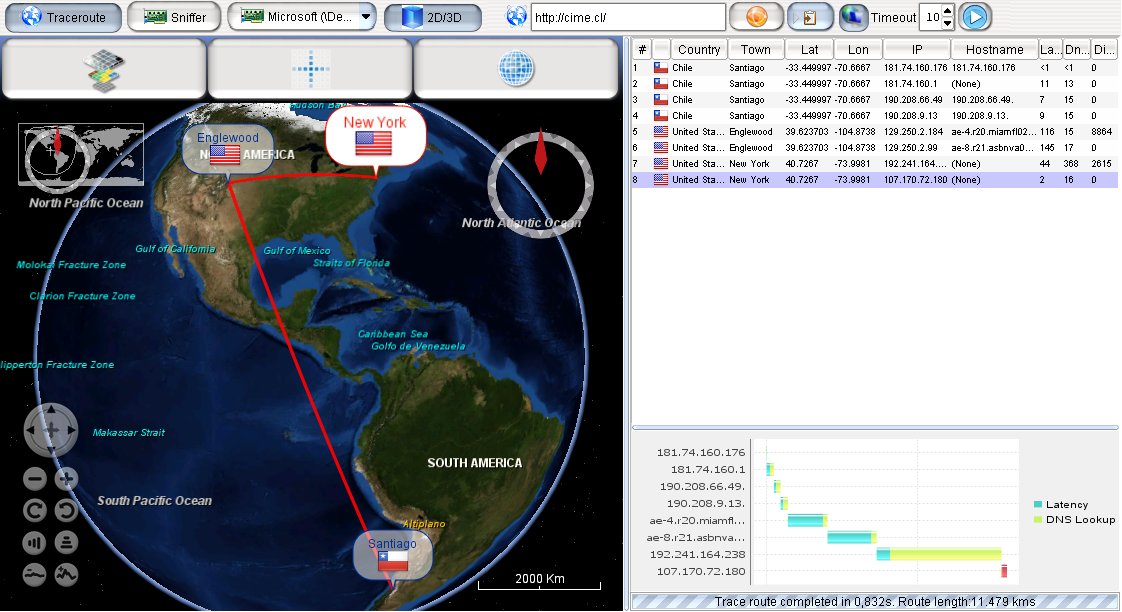 Traceroute Sniffer Microsoft (\De... 2D/3D http://cime.cl/ Timeout 10
Hudson Bay
Englewood
New York
NORTH AMERICA
North Pacific Ocean
North Atlantic Ocean
Gulf of California
Gulf of Mexico
Molokai Fracture Zone
Straits of Florida
Clarion Fracture Zone
Caribbean Sea
Golfo de Venezuela
lipperton Fracture Zone
Makassar Strait
SOUTH AMERICA
South Pacific Ocean
Altiplano
Santiago
2000 Km
# Country Town Lat Lon IP Hostname La... Dn... Di...
1 Chile Santiago -33.449997 -70.6667 181.74.160.176 181.74.160.176 <1 <1 0
2 Chile Santiago -33.449997 -70.6667 181.74.160.1 (None) 11 13 0
3 Chile Santiago -33.449997 -70.6667 190.208.66.49 190.208.66.49. 7 15 0
4 Chile Santiago -33.449997 -70.6667 190.208.9.13 190.208.9.13. 9 15 0
5 United Sta... Englewood 39.623703 -104.8738 129.250.2.184 ae-4.r20.miamfl02... 116 15 8864
6 United Sta... Englewood 39.623703 -104.8738 129.250.2.99 ae-8.r21.asbnva0... 145 17 0
7 United Sta... New York 40.7267 -73.9981 192.241.164.... (None) 44 368 2615
8 United Sta... New York 40.7267 -73.9981 107.170.72.180 (None) 2 16 0
181.74.160.176
181.74.160.1
190.208.66.49.
190.208.9.13.
ae-4.r20.miamfl...
ae-8.r21.asbnva...
192.241.164.238
107.170.72.180
Latency
DNS Lookup
Trace route completed in 0,832s. Route length:11.479 kms